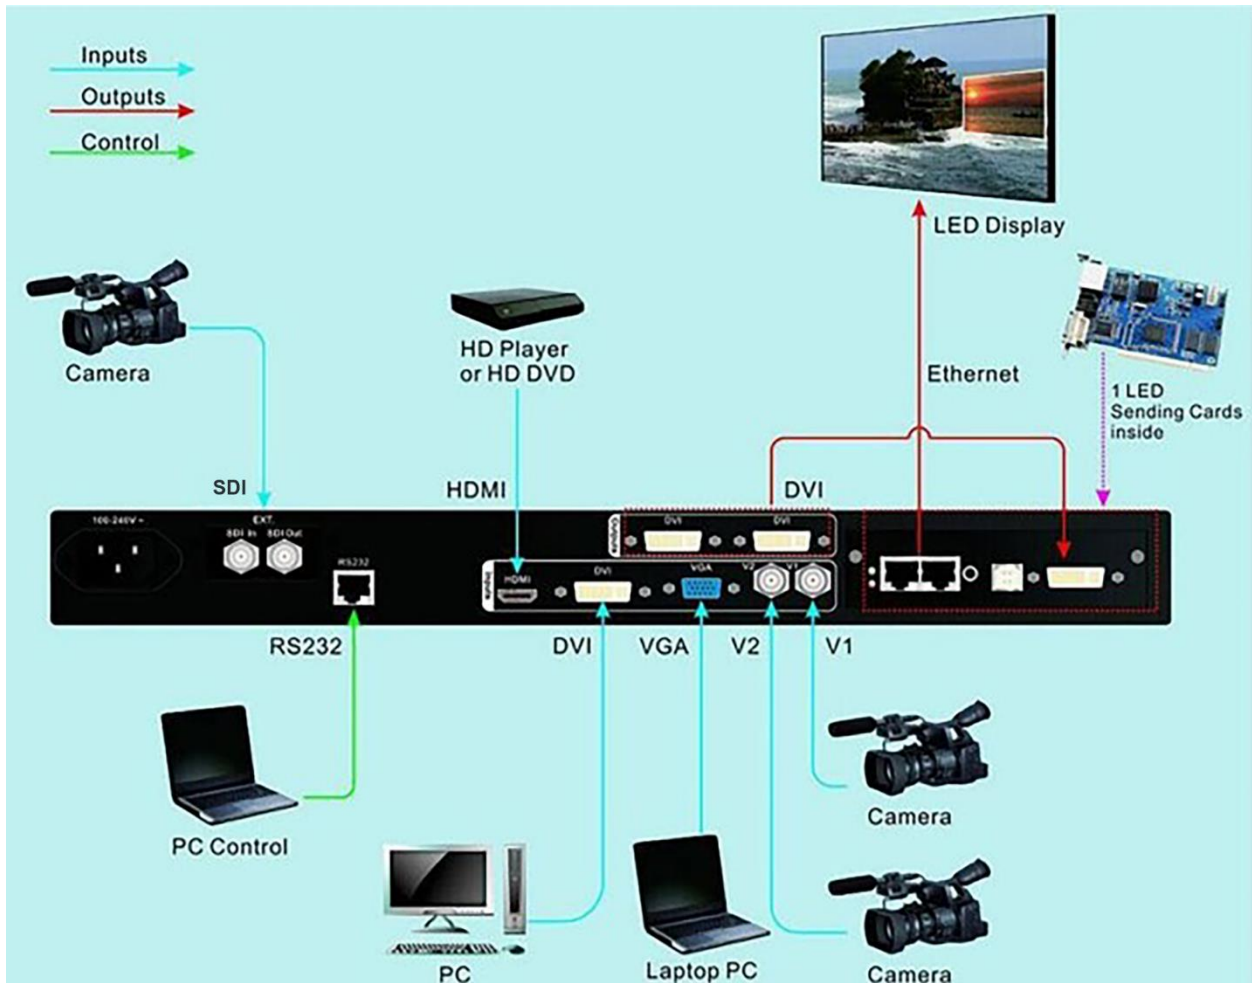 Inputs
Outputs
Control
LED Display
Camera
HD Player
or HD DVD
Ethernet
1 LED
Sending Cards
inside
SDI
HDMI
DVI
100-240V~
EXT.
SDI In
SDI Out
RS232
Outputs
DVI
DVI
Inputs
HDMI
DVI
VGA
V2
V1
RS232
DVI
VGA
V2
V1
PC Control
Camera
PC
Laptop PC
Camera